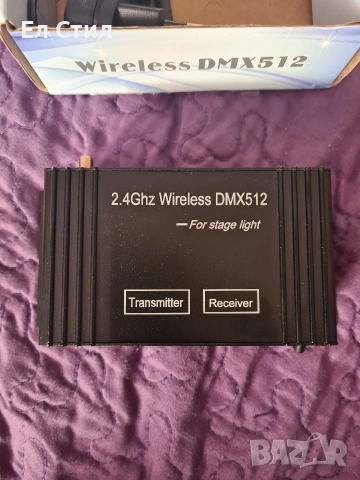 Ел Стил
Wireless DMX512
2.4Ghz Wireless DMX512
—For stage light
Transmitter Receiver
BAZAR